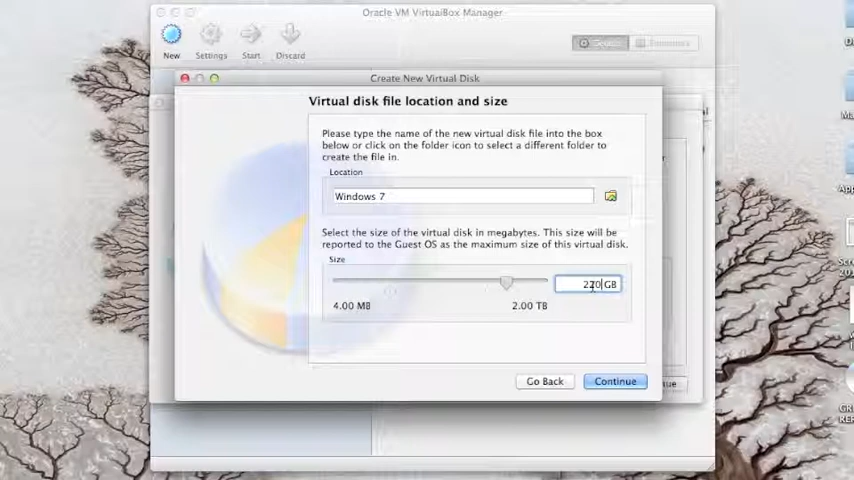 Oracle VM VirtualBox Manager
New
Settings
Start
Discard
Create New Virtual Disk
Virtual disk file location and size
Please type the name of the new virtual disk file into the box
below or click on the folder icon to select a different folder to
create the file in.
Location
Windows 7
Select the size of the virtual disk in megabytes. This size will be
reported to the Guest OS as the maximum size of this virtual disk.
Size
220 GB
4.00 MB
2.00 TB
Go Back
Continue